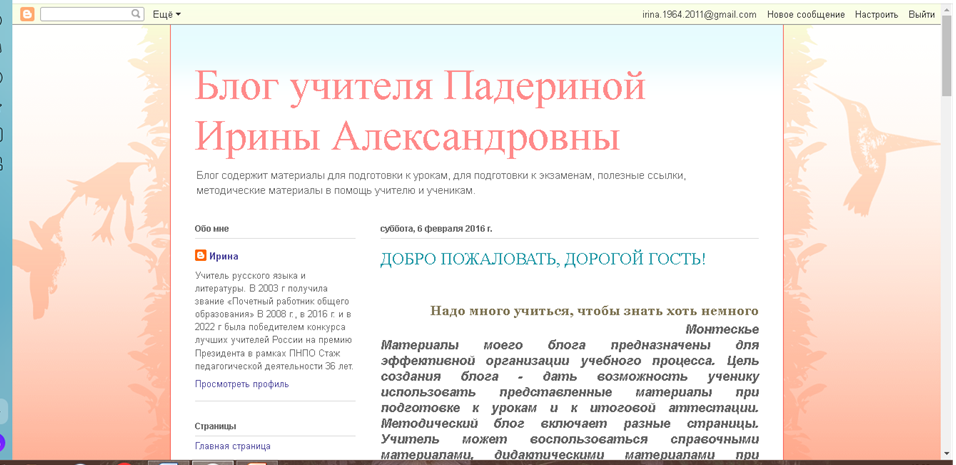 Ещё
irina.1964.2011@gmail.com Новое сообщение Настроить Выйти
Блог учителя Падериной
Ирины Александровны
Блог содержит материалы для подготовки к урокам, для подготовки к экзаменам, полезные ссылки,
методические материалы в помощь учителю и ученикам.
Обо мне
Ирина
Учитель русского языка и
литературы. В 2003 г получила
звание «Почетный работник общего
образования» В 2008 г., в 2016 г. и в
2022 г была победителем конкурса
лучших учителей России на премию
Президента в рамках ПНПО Стаж
педагогической деятельности 36 лет.
Просмотреть профиль
Страницы
Главная страница
суббота, 6 февраля 2016 г.
ДОБРО ПОЖАЛОВАТЬ, ДОРОГОЙ ГОСТЬ!
Надо много учиться, чтобы знать хоть немного
Монтескье
Материалы моего блога предназначены для
эффективной организации учебного процесса. Цель
создания блога - дать возможность ученику
использовать представленные материалы при
подготовке к урокам и к итоговой аттестации.
Методический блог включает разные страницы.
Учитель может воспользоваться справочными
материалами, дидактическими материалами при